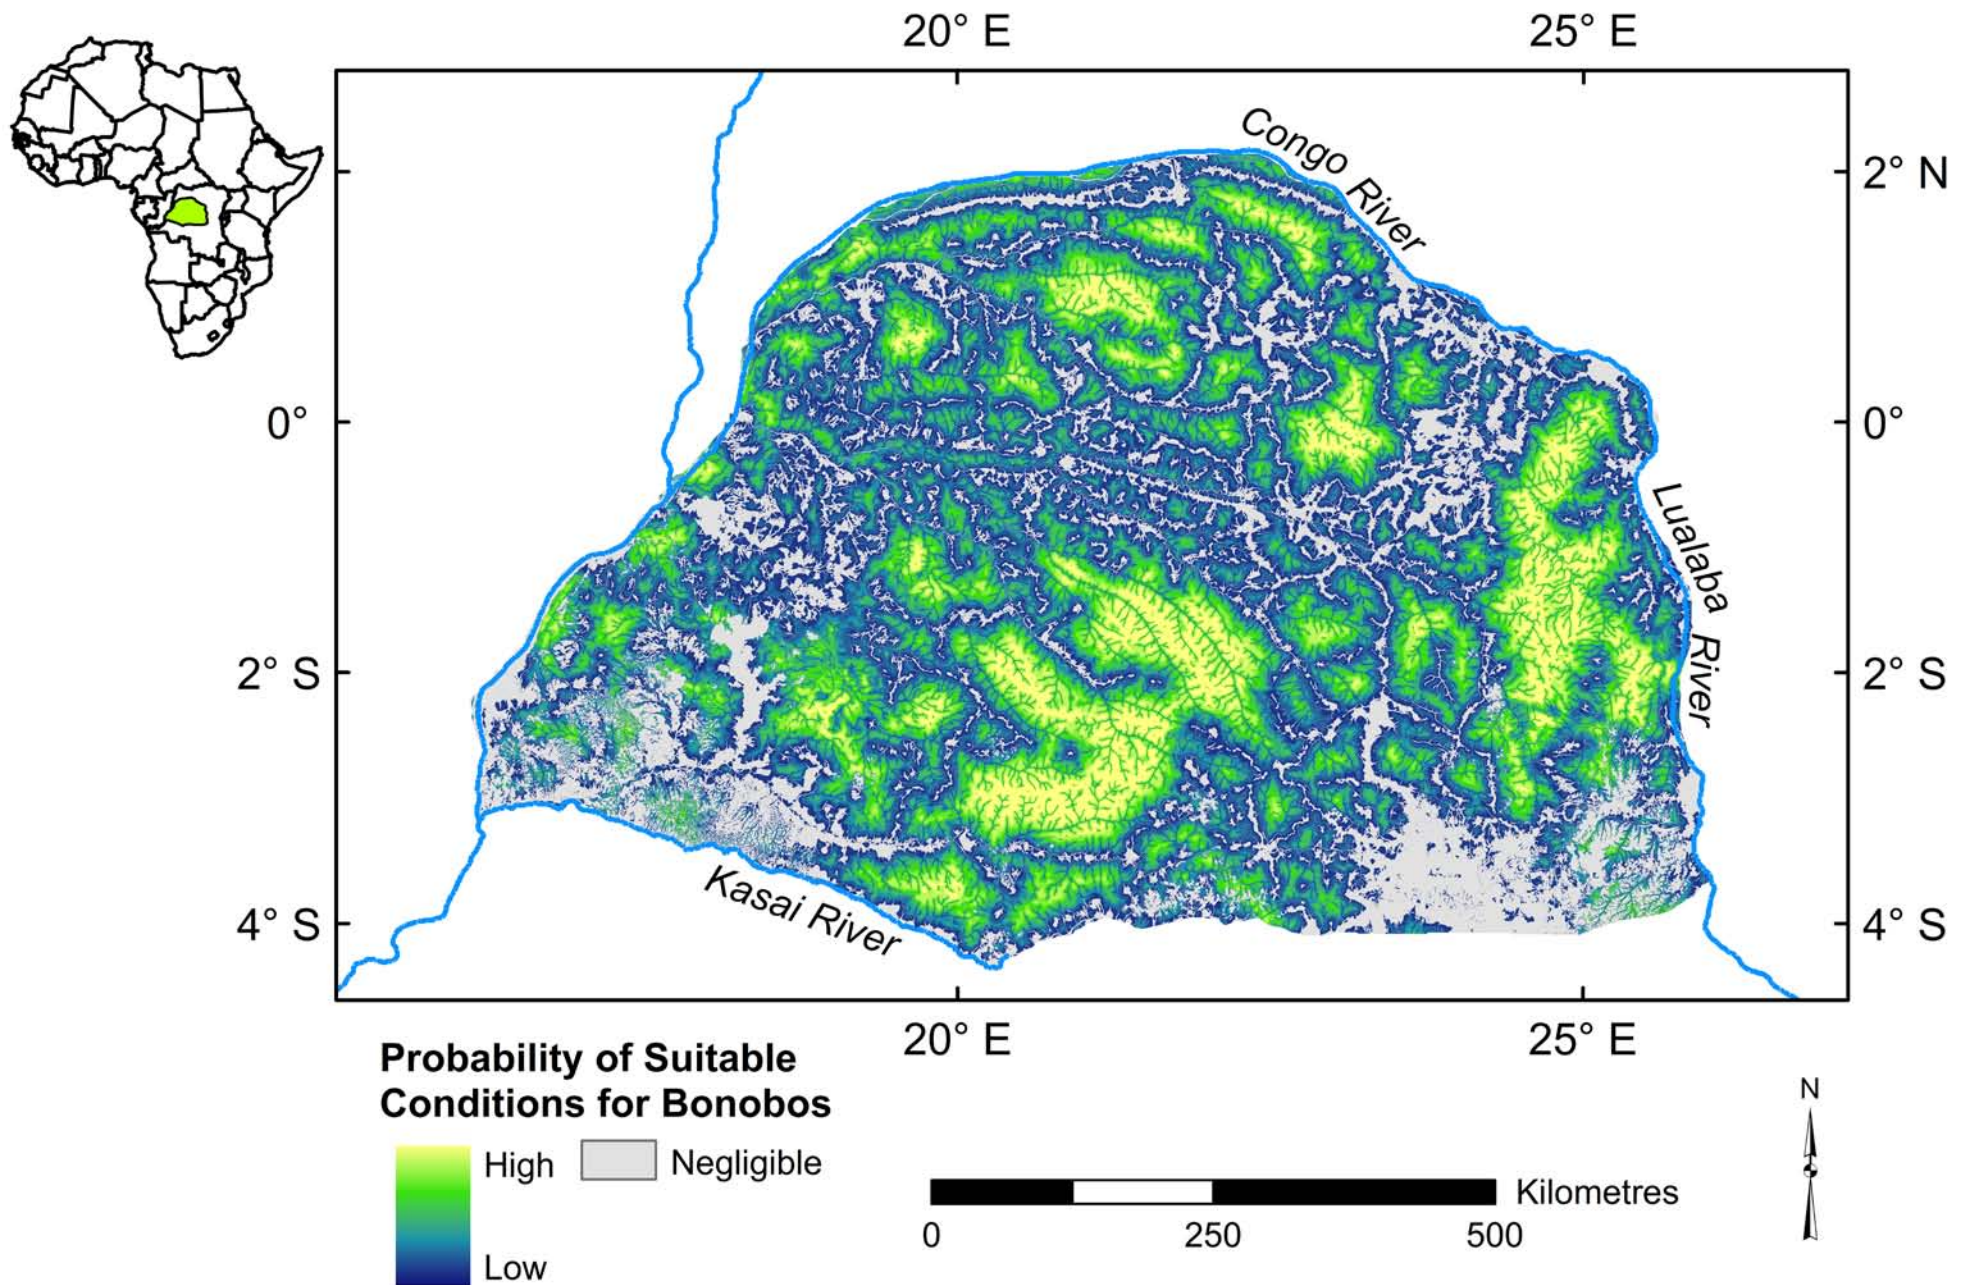 20° E
25° E
Congo River
2° N
0°
0°
Lualaba River
2° S
2° S
Kasai River
4° S
4° S
20° E
25° E
Probability of Suitable
Conditions for Bonobos
High
Negligible
Low
Kilometres
0
250
500
N